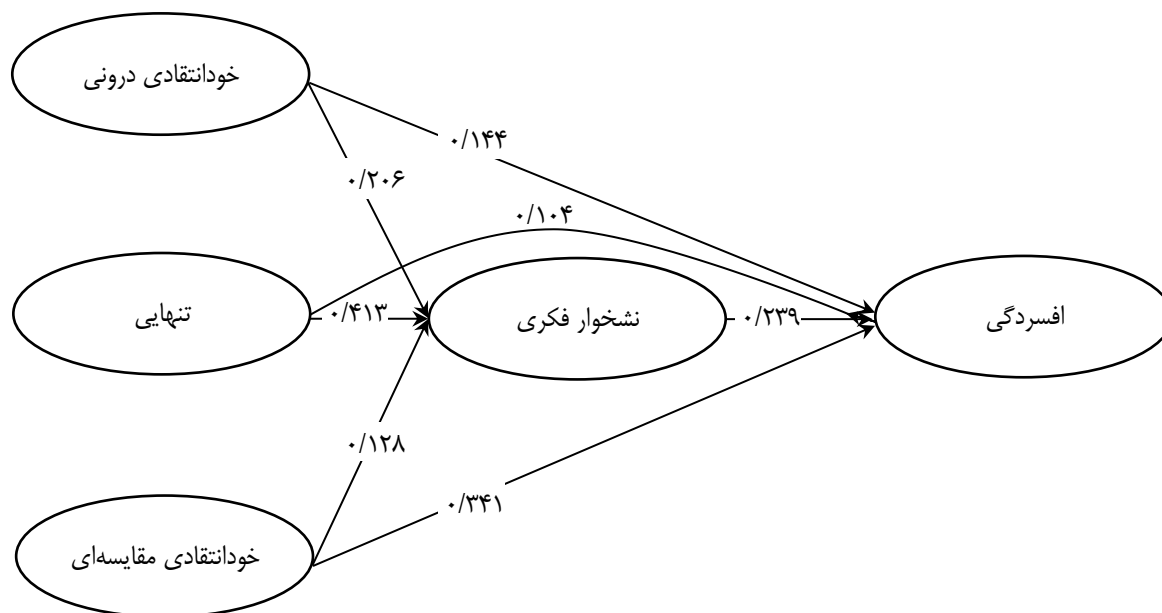 خودانتقادی درونی
۰/۱۴۴
۰/۲۰۶
۰/۱۰۴
تنهایی
۰/۴۱۳
نشخوار فکری
۰/۲۳۹
افسردگی
۰/۱۲۸
۰/۳۴۱
خودانتقادی مقایسه‌ای